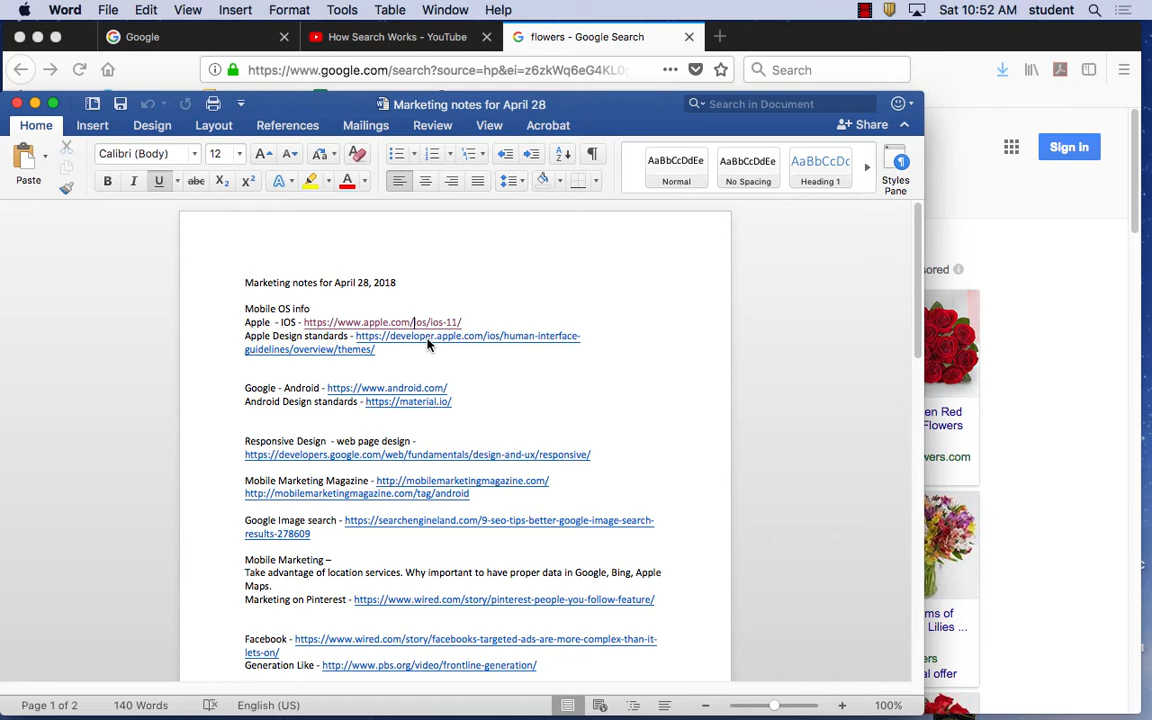 Word File Edit View Insert Format Tools Table Window Help Sat 10:52 AM student
Google How Search Works - YouTube flowers - Google Search
https://www.google.com/search?source=hp&ei=z6zkWq6eG4KL Search
Marketing notes for April 28 Search in Document
Home Insert Design Layout References Mailings Review View Acrobat Share
Sign in
Paste Calibri (Body) 12 AaBbCcDdEe Normal AaBbCcDdEe No Spacing AaBbCcDc Heading 1 Styles Pane
Marketing notes for April 28, 2018
Mobile OS info
Apple - IOS - https://www.apple.com/ios/ios-11/
Apple Design standards - https://developer.apple.com/ios/human-interface-
guidelines/overview/themes/
Google - Android - https://www.android.com/
Android Design standards - https://material.io/
Responsive Design - web page design -
https://developers.google.com/web/fundamentals/design-and-ux/responsive/
Mobile Marketing Magazine - http://mobilemarketingmagazine.com/
http://mobilemarketingmagazine.com/tag/android
Google Image search - https://searchengineland.com/9-seo-tips-better-google-image-search-
results-278609
Mobile Marketing –
Take advantage of location services. Why important to have proper data in Google, Bing, Apple
Maps.
Marketing on Pinterest - https://www.wired.com/story/pinterest-people-you-follow-feature/
Facebook - https://www.wired.com/story/facebooks-targeted-ads-are-more-complex-than-it-
lets-on/
Generation Like - http://www.pbs.org/video/frontline-generation/
ored
en Red
Flowers
wers.com
ms of
Lilies ...
ers
al offer
Page 1 of 2 140 Words English (US) 100%